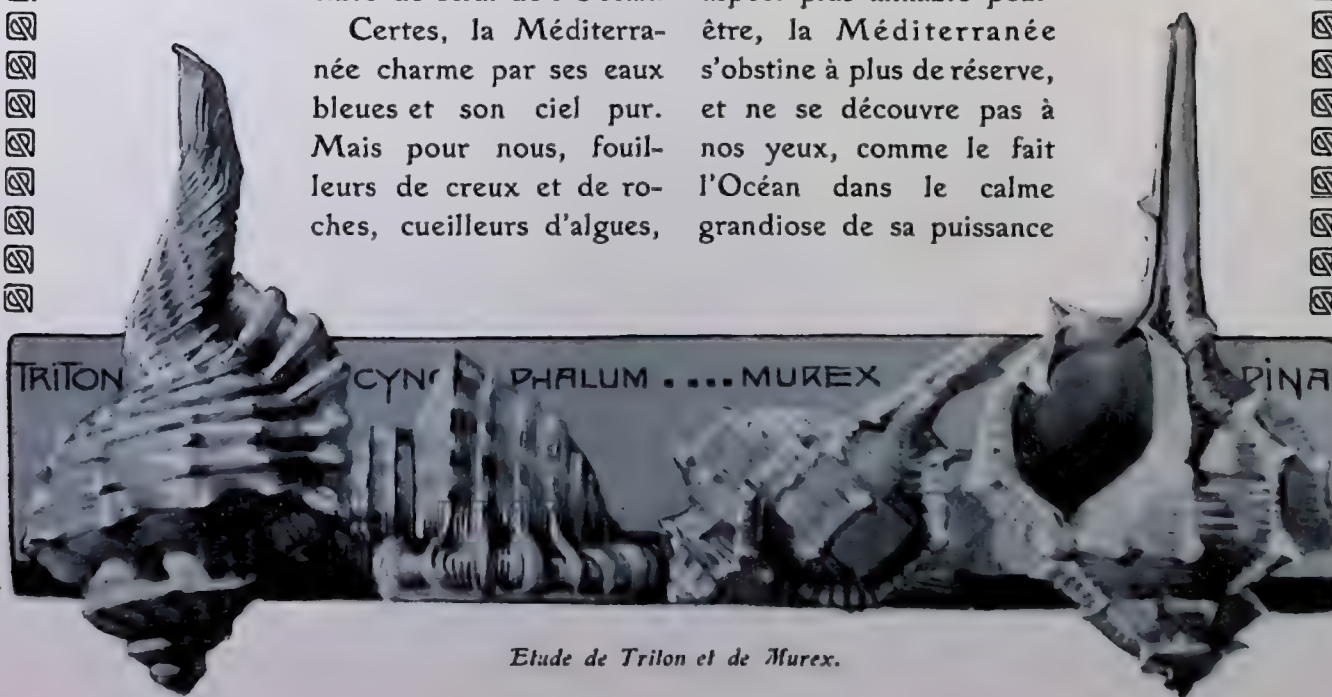 Certes, la Méditerra-
née charme par ses eaux
bleues et son ciel pur.
Mais pour nous, fouil-
leurs de creux et de ro-
ches, cueilleurs d'algues,
être, la Méditerranée
s'obstine à plus de réserve,
et ne se découvre pas à
nos yeux, comme le fait
l'Océan dans le calme
grandiose de sa puissance
TRITON PHALUM .... MUREX
Etude de Triton et de Murex.